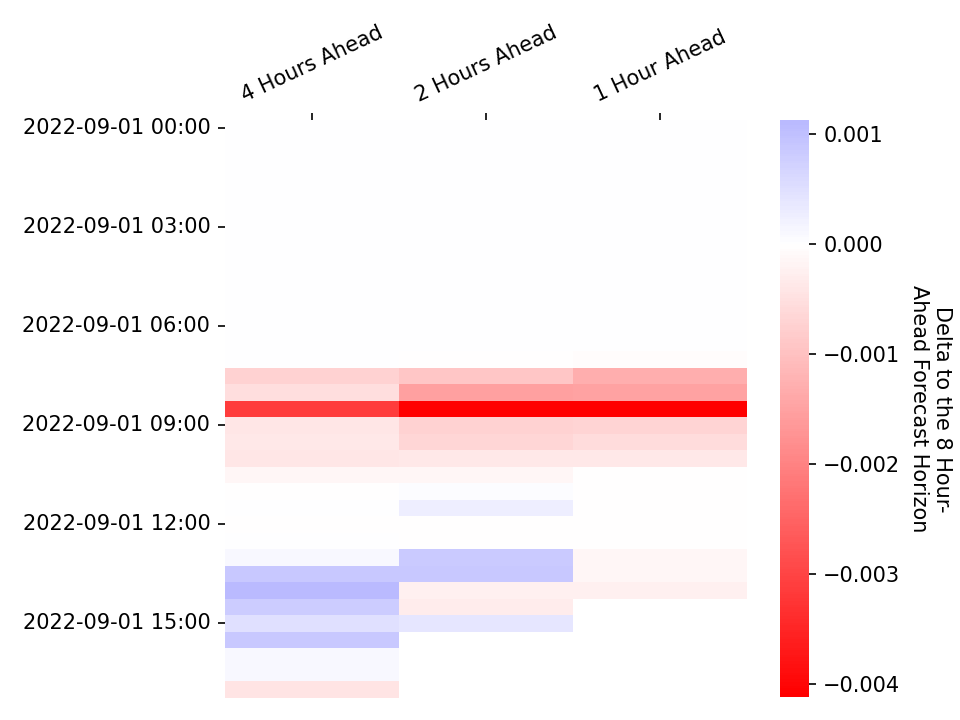 4 Hours Ahead
2 Hours Ahead
1 Hour Ahead
2022-09-01 00:00
2022-09-01 03:00
2022-09-01 06:00
2022-09-01 09:00
2022-09-01 12:00
2022-09-01 15:00
0.001
0.000
−0.001
−0.002
−0.003
−0.004
Delta to the 8 Hour-
Ahead Forecast Horizon